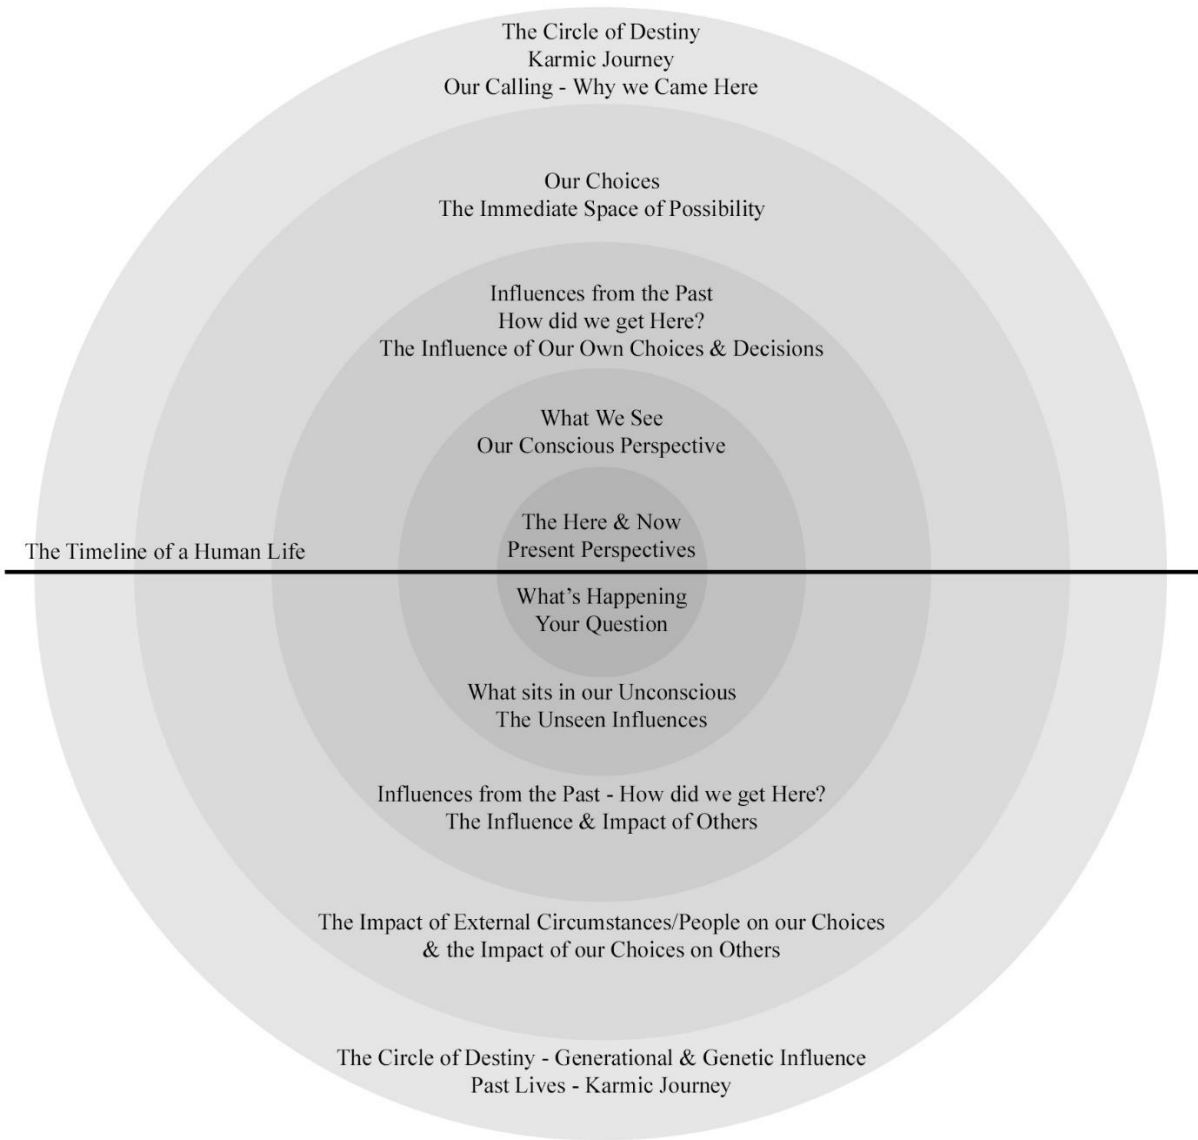 The Circle of Destiny
Karmic Journey
Our Calling - Why we Came Here
Our Choices
The Immediate Space of Possibility
Influences from the Past
How did we get Here?
The Influence of Our Own Choices & Decisions
What We See
Our Conscious Perspective
The Here & Now
Present Perspectives
The Timeline of a Human Life
What’s Happening
Your Question
What sits in our Unconscious
The Unseen Influences
Influences from the Past - How did we get Here?
The Influence & Impact of Others
The Impact of External Circumstances/People on our Choices
& the Impact of our Choices on Others
The Circle of Destiny - Generational & Genetic Influence
Past Lives - Karmic Journey